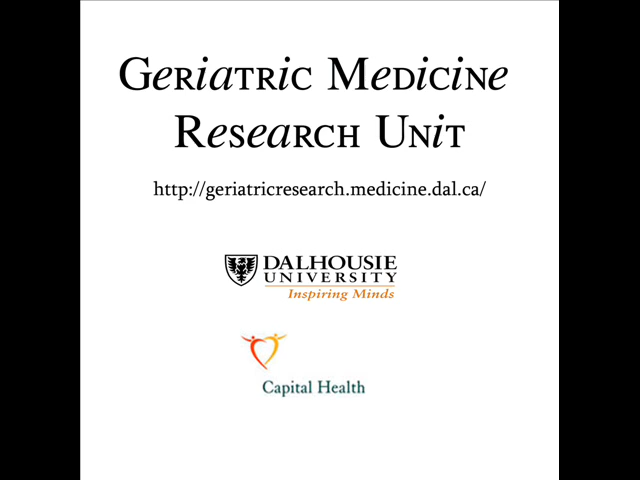 Geriatric Medicine
Research Unit
http://geriatricresearch.medicine.dal.ca/
DALHOUSIE
UNIVERSITY
Inspiring Minds
Capital Health